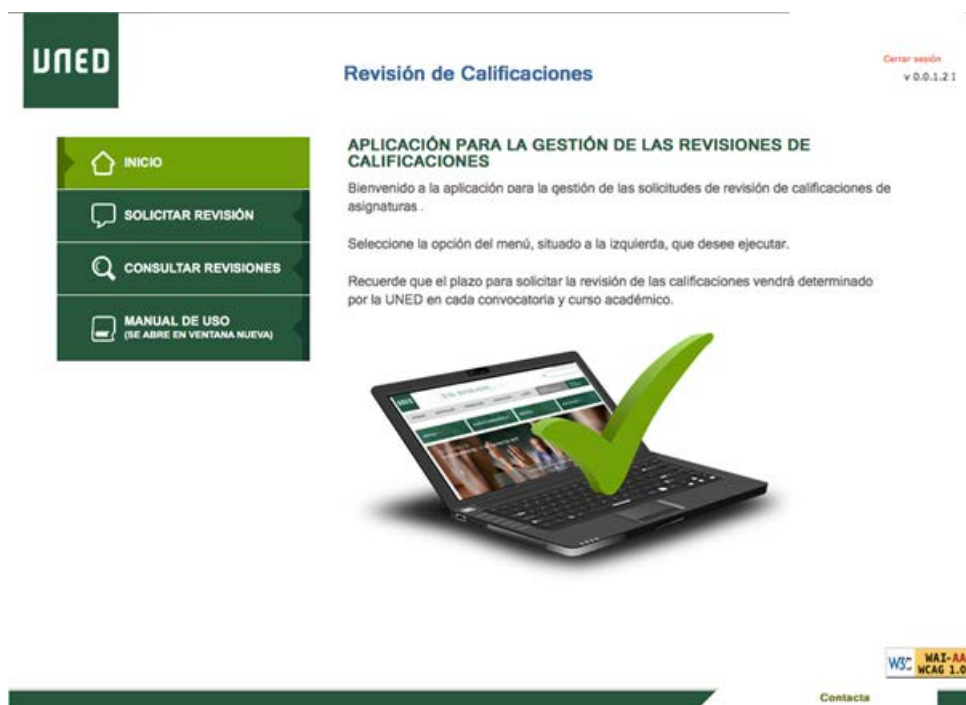 UNED
Revisión de Calificaciones
Cerrar sesión
v 0.0.1.2
INICIO
SOLICITAR REVISIÓN
CONSULTAR REVISIONES
MANUAL DE USO
(SE ABRE EN VENTANA NUEVA)
APLICACIÓN PARA LA GESTIÓN DE LAS REVISIONES DE
CALIFICACIONES
Bienvenido a la aplicación para la gestión de las solicitudes de revisión de calificaciones de
asignaturas .
Seleccione la opción del menú, situado a la izquierda, que desee ejecutar.
Recuerde que el plazo para solicitar la revisión de las calificaciones vendrá determinado
por la UNED en cada convocatoria y curso académico.
UNED
W3C WAI-AA
WCAG 1.0
Contacta